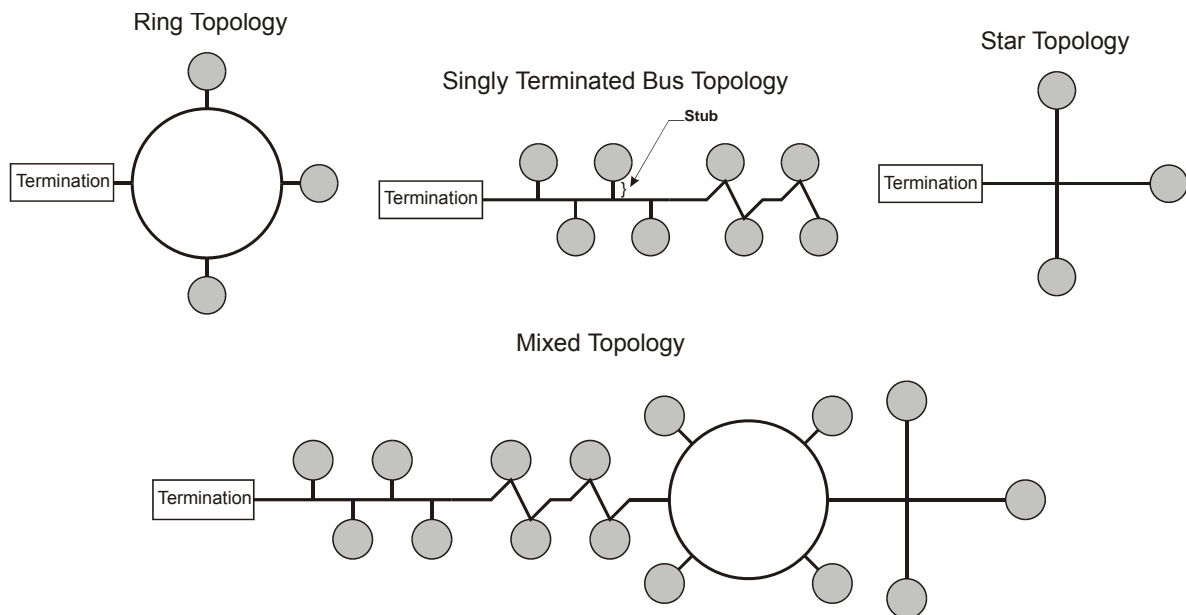 Ring Topology
Star Topology
Singly Terminated Bus Topology
Stub
Termination
Termination
Termination
}
Mixed Topology
Termination